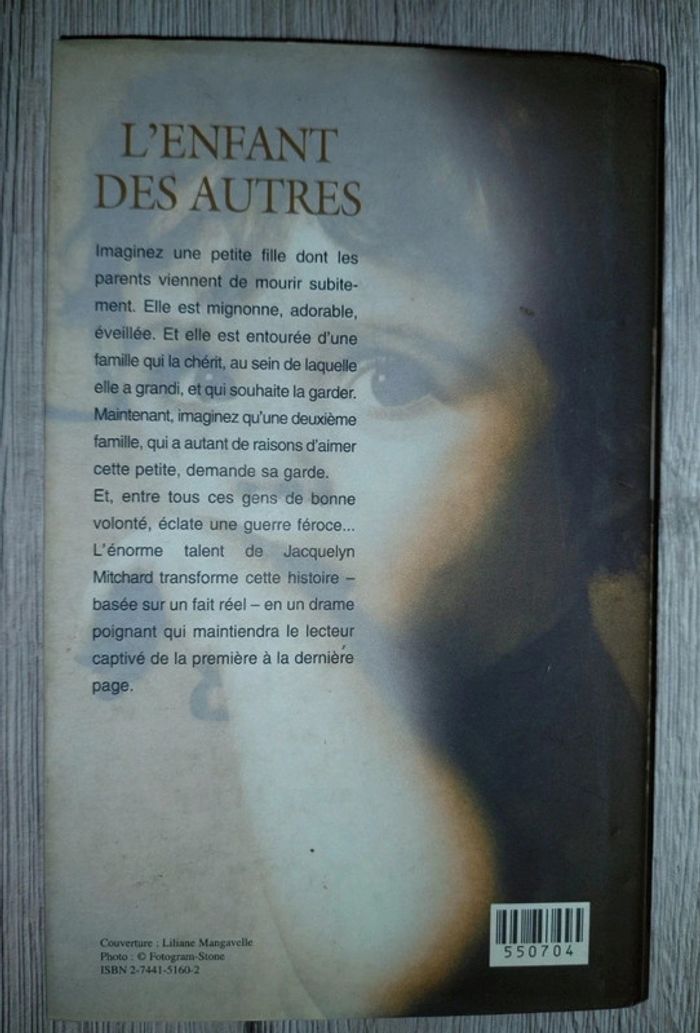 L'ENFANT
DES AUTRES
Imaginez une petite fille dont les
parents viennent de mourir subite-
ment. Elle est mignonne, adorable,
éveillée. Et elle est entourée d'une
famille qui la chérit, au sein de laquelle
elle a grandi, et qui souhaite la garder.
Maintenant, imaginez qu'une deuxième
famille, qui a autant de raisons d'aimer
cette petite, demande sa garde.
Et, entre tous ces gens de bonne
volonté, éclate une guerre féroce...
L'énorme talent de Jacquelyn
Mitchard transforme cette histoire –
basée sur un fait réel – en un drame
poignant qui maintiendra le lecteur
captivé de la première à la dernière
page.
Couverture : Liliane Mangavelle
Photo : © Fotogram-Stone
ISBN 2-7441-5160-2
550704